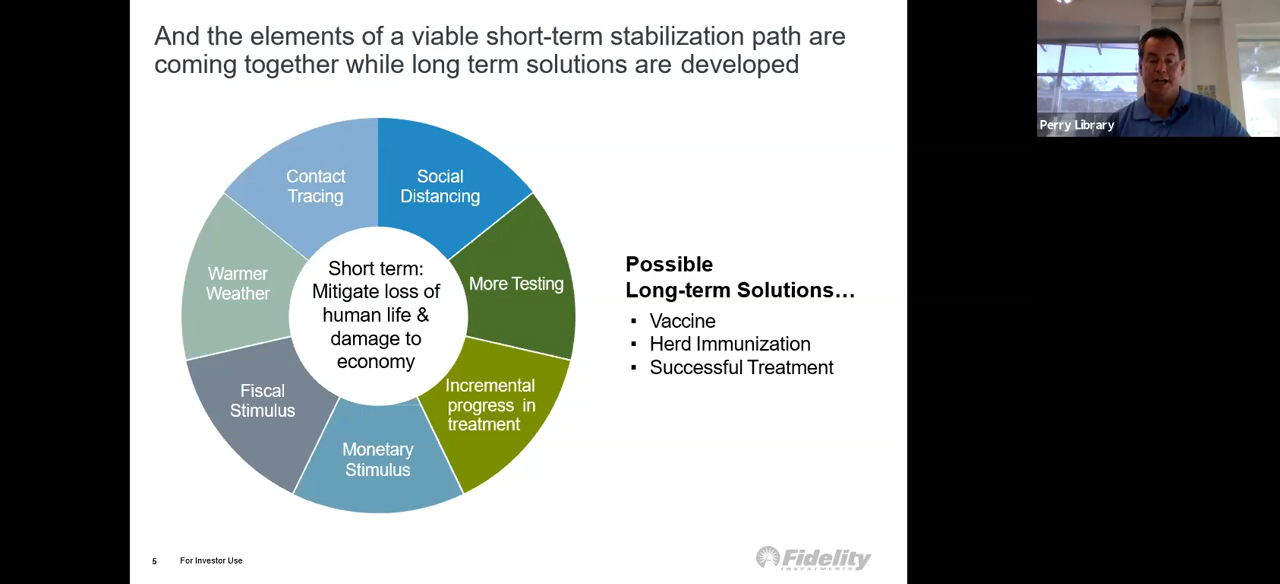 And the elements of a viable short-term stabilization path are
coming together while long term solutions are developed
Perry Library
Contact
Tracing
Social
Distancing
Warmer
Weather
Short term:
Mitigate loss of
human life &
damage to
economy
More Testing
Fiscal
Stimulus
Incremental
progress in
treatment
Monetary
Stimulus
Possible
Long-term Solutions…
▪ Vaccine
▪ Herd Immunization
▪ Successful Treatment
5 For Investor Use
Fidelity
INVESTMENTS